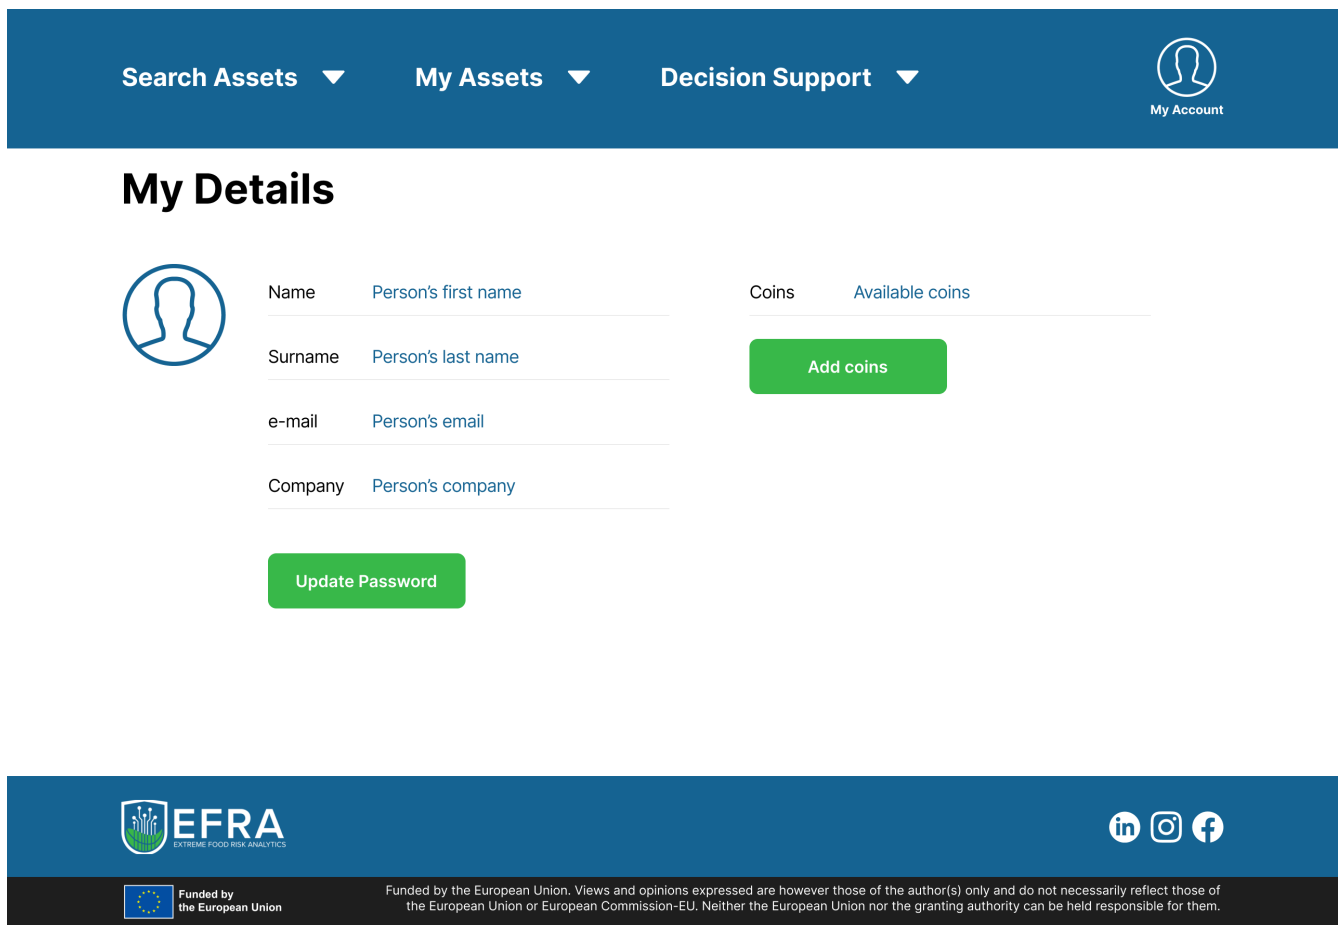 Search Assets
My Assets
Decision Support
My Account
My Details
Name Person's first name
Surname Person's last name
e-mail Person's email
Company Person's company
Update Password
Coins Available coins
Add coins
EFRA
EXTREME FOOD RISK ANALYTICS
in
Funded by
the European Union
Funded by the European Union. Views and opinions expressed are however those of the author(s) only and do not necessarily reflect those of
the European Union or European Commission-EU. Neither the European Union nor the granting authority can be held responsible for them.